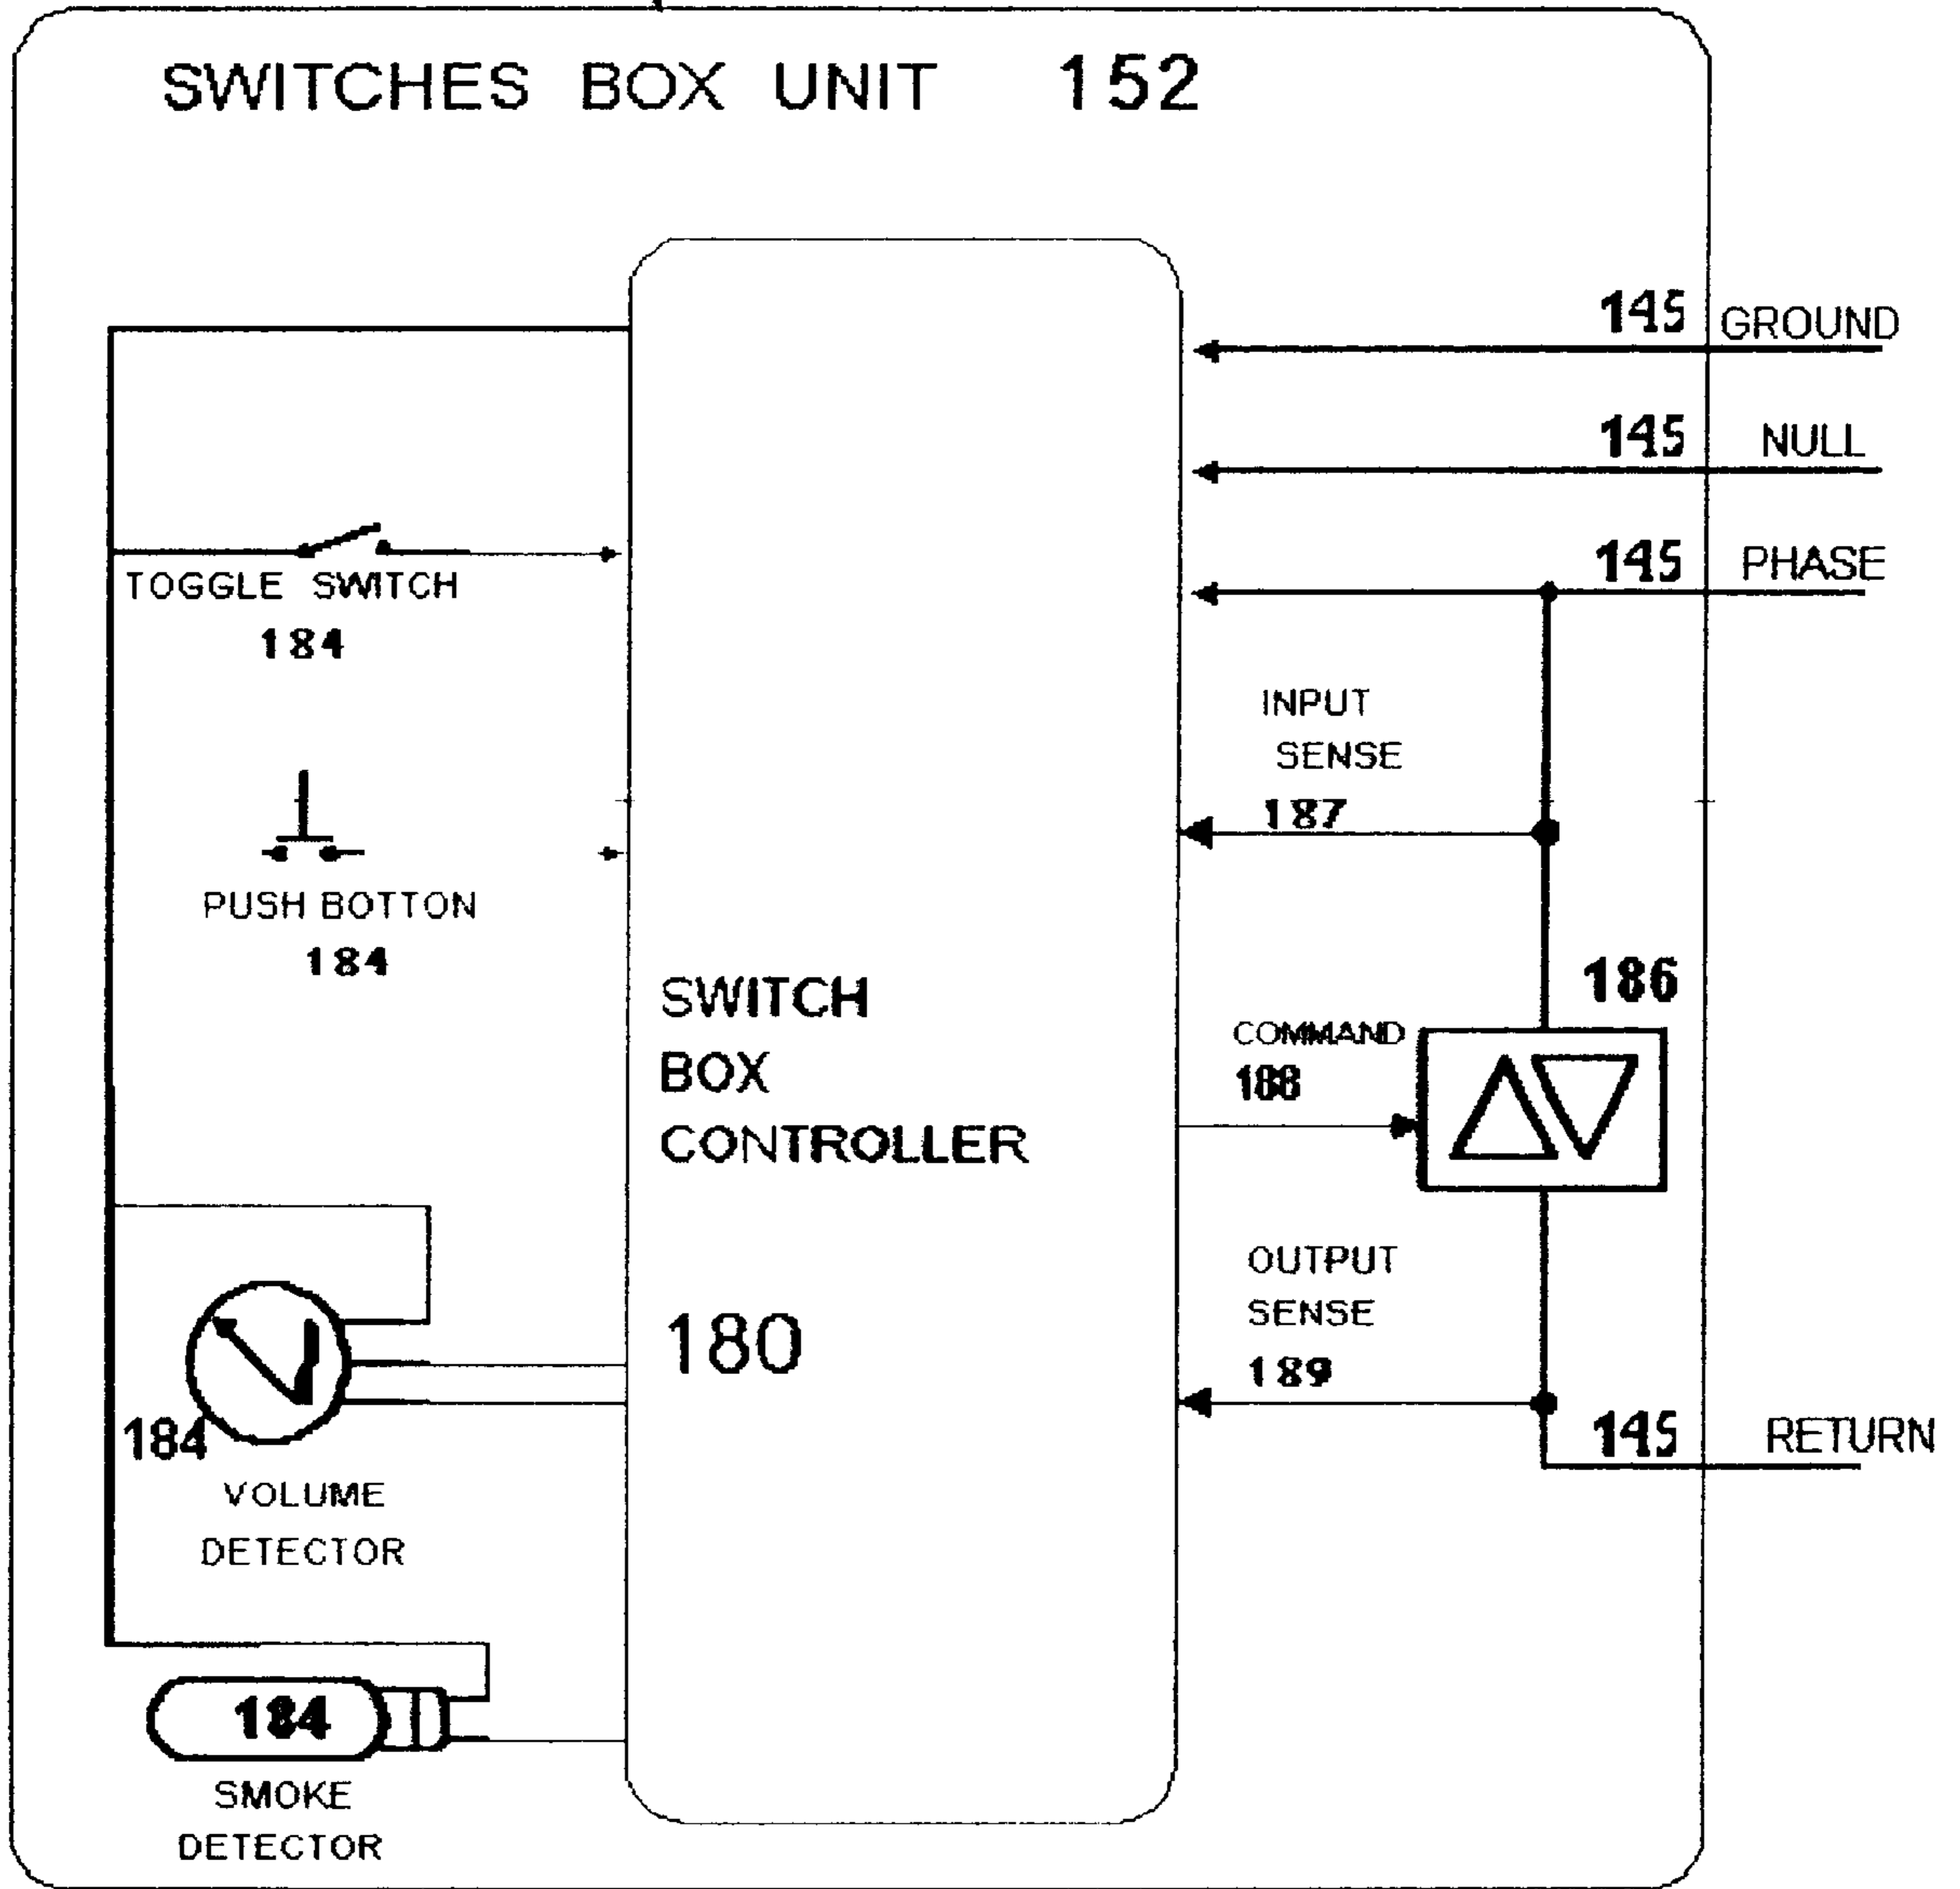 SWITCHES BOX UNIT 152
145 GROUND
145 NULL
145 PHASE
TOGGLE SWITCH
184
INPUT
SENSE
187
PUSH BOTTON
184
186
SWITCH
BOX
CONTROLLER
180
COMMAND
188
OUTPUT
SENSE
189
145 RETURN
184
VOLUME
DETECTOR
184
SMOKE
DETECTOR